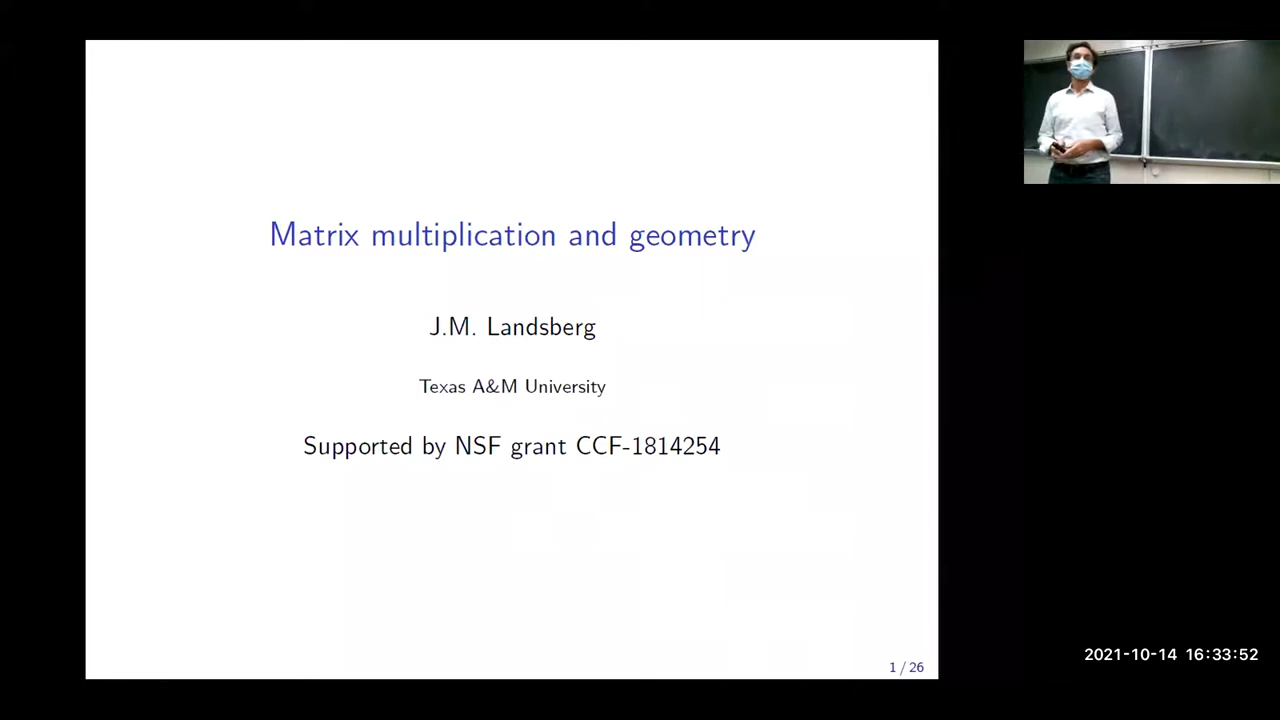 Matrix multiplication and geometry
J.M. Landsberg
Texas A&M University
Supported by NSF grant CCF-1814254
1 / 26
2021-10-14 16:33:52